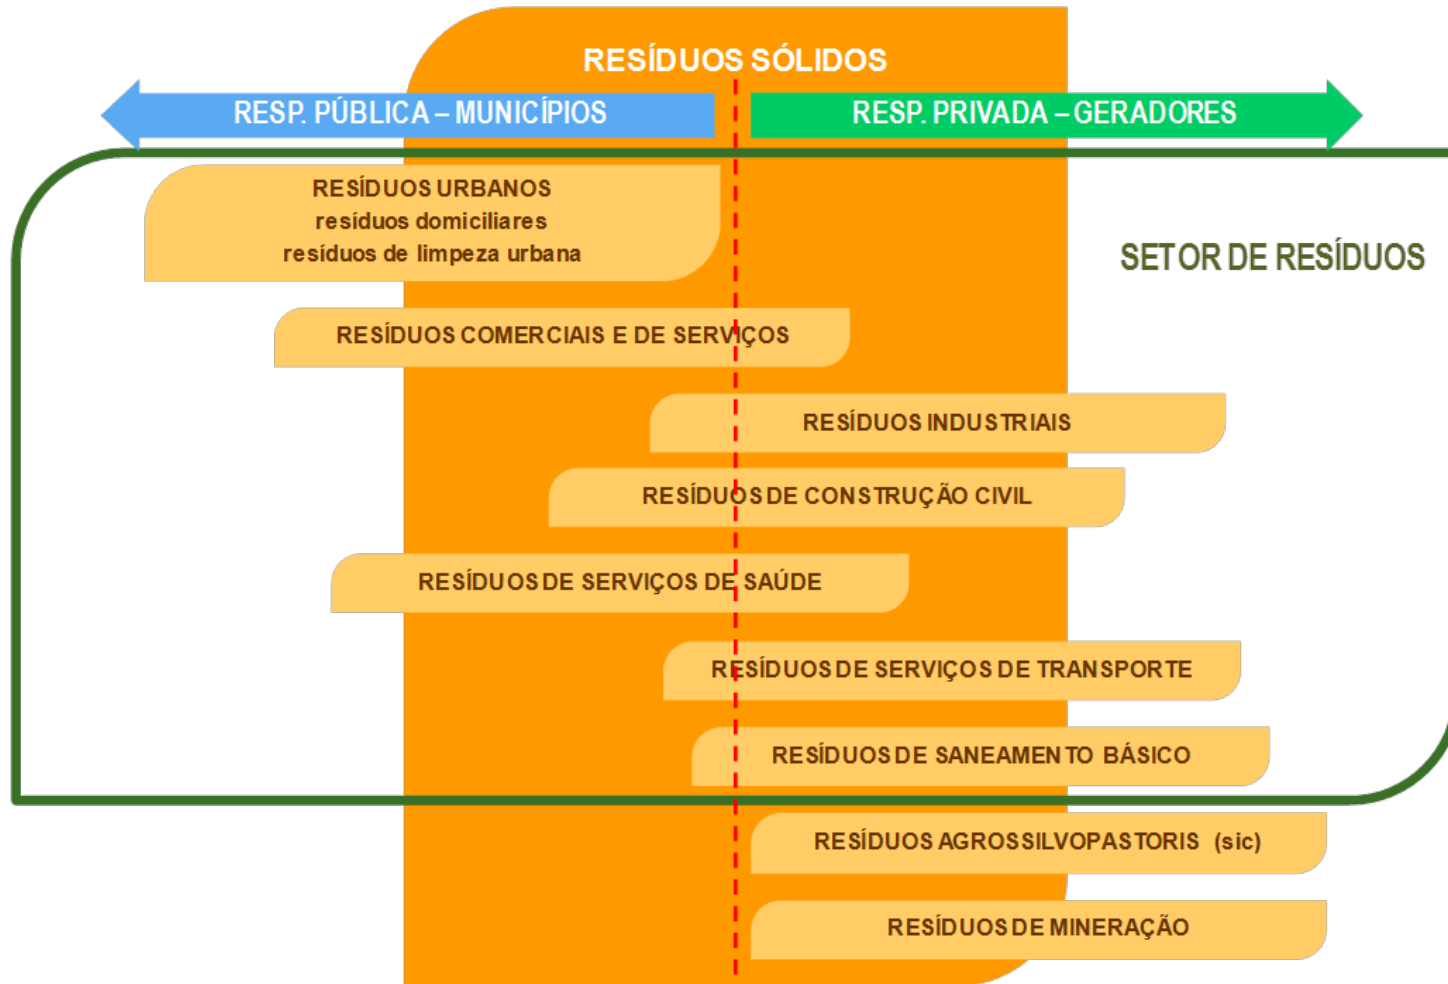 RESÍDUOS SÓLIDOS
RESP. PÚBLICA – MUNICÍPIOS
RESP. PRIVADA – GERADORES
RESÍDUOS URBANOS
resíduos domiciliares
resíduos de limpeza urbana
SETOR DE RESÍDUOS
RESÍDUOS COMERCIAIS E DE SERVIÇOS
RESÍDUOS INDUSTRIAIS
RESÍDUOS DE CONSTRUÇÃO CIVIL
RESÍDUOS DE SERVIÇOS DE SAÚDE
RESÍDUOS DE SERVIÇOS DE TRANSPORTE
RESÍDUOS DE SANEAMENTO BÁSICO
RESÍDUOS AGROSSILVOPASTORIS (sic)
RESÍDUOS DE MINERAÇÃO